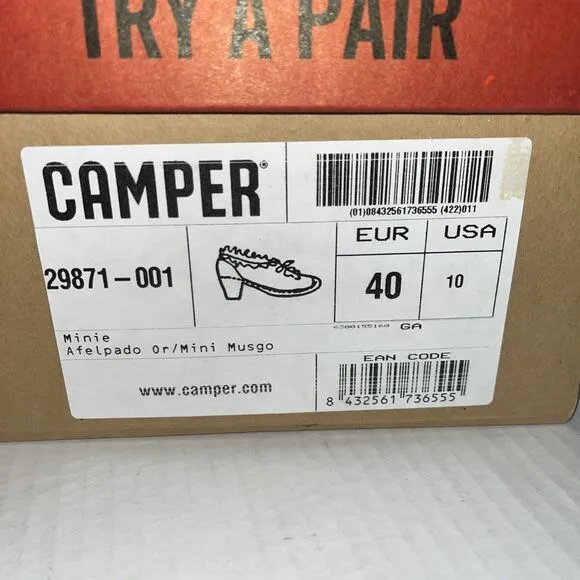 TRY A PAIR
CAMPER®
(01)08432561736555 (422)011
29871-001
EUR USA
40 10
6300155160 GA
Minie
Afelpado Or/Mini Musgo
EAN CODE
www.camper.com
8 432561 736555